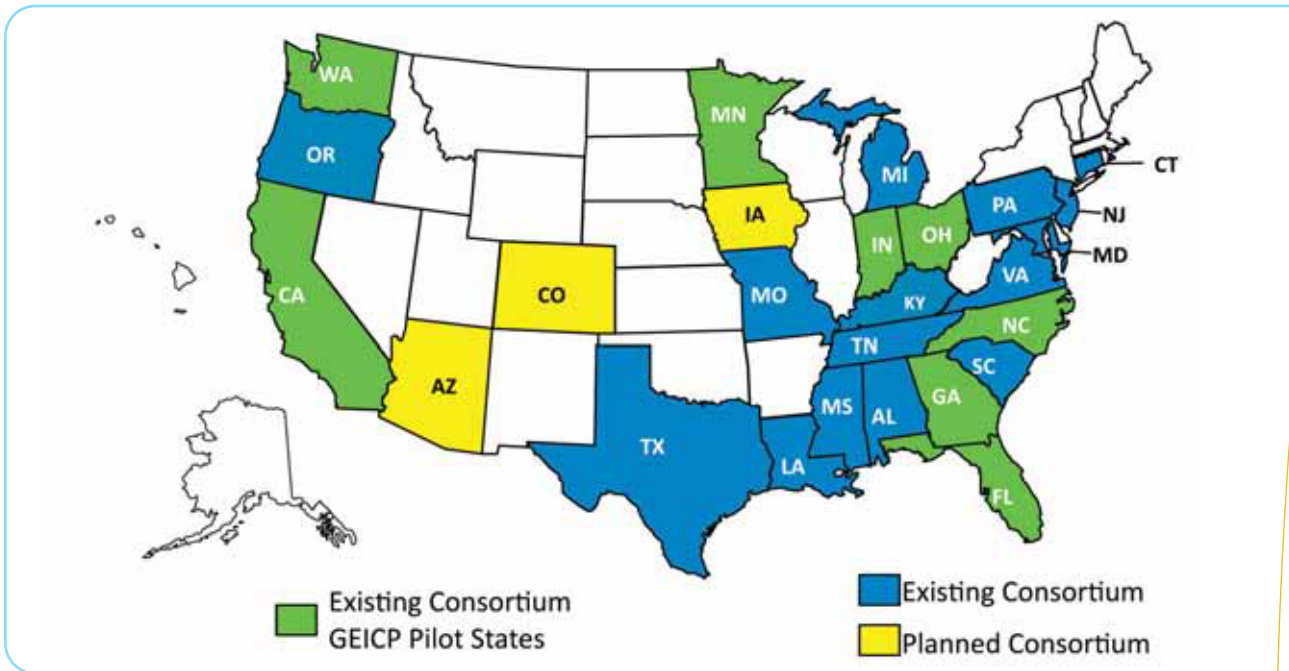 WA
MN
OR
MI
CT
PA
IA
NJ
IN
OH
MD
CA
CO
MO
VA
KY
NC
TN
AZ
SC
MS
AL
GA
TX
LA
FL
Existing Consortium
GEICP Pilot States
Existing Consortium
Planned Consortium